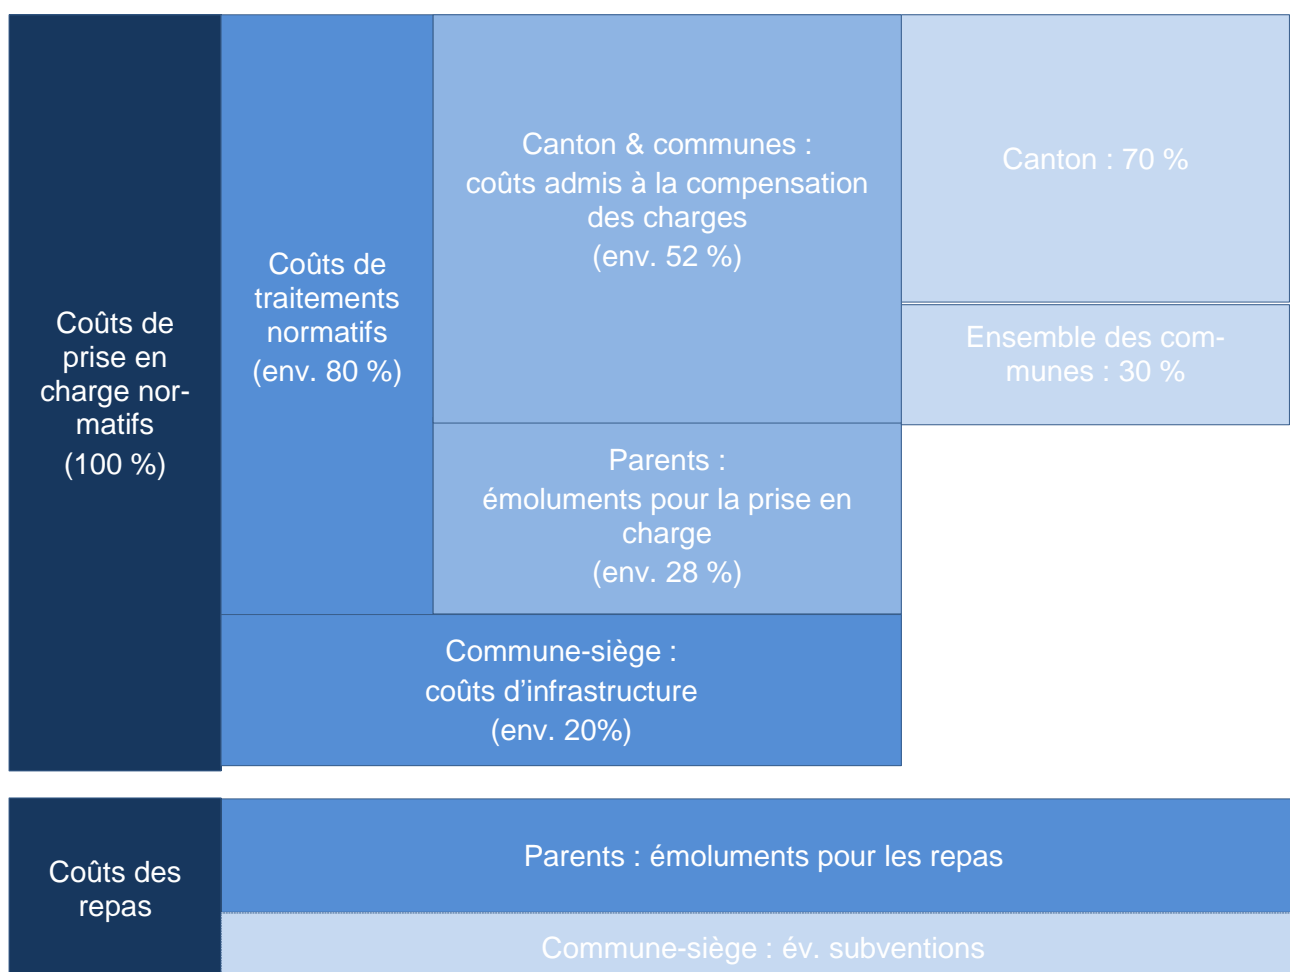 Coûts de
prise en
charge nor-
matifs
(100 %)
Coûts de
traitements
normatifs
(env. 80 %)
Canton & communes :
coûts admis à la compensation
des charges
(env. 52 %)
Canton : 70 %
Ensemble des com-
munes : 30 %
Parents :
émoluments pour la prise en
charge
(env. 28 %)
Commune-siège :
coûts d’infrastructure
(env. 20%)
Coûts des
repas
Parents : émoluments pour les repas
Commune-siège : év. subventions